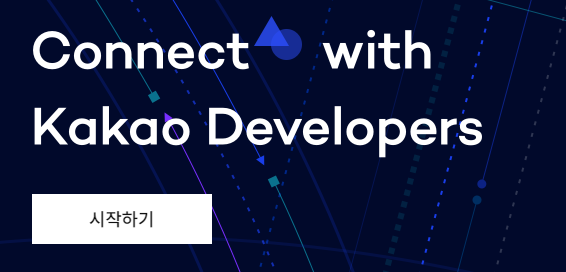 Connect with
Kakao Developers
시작하기